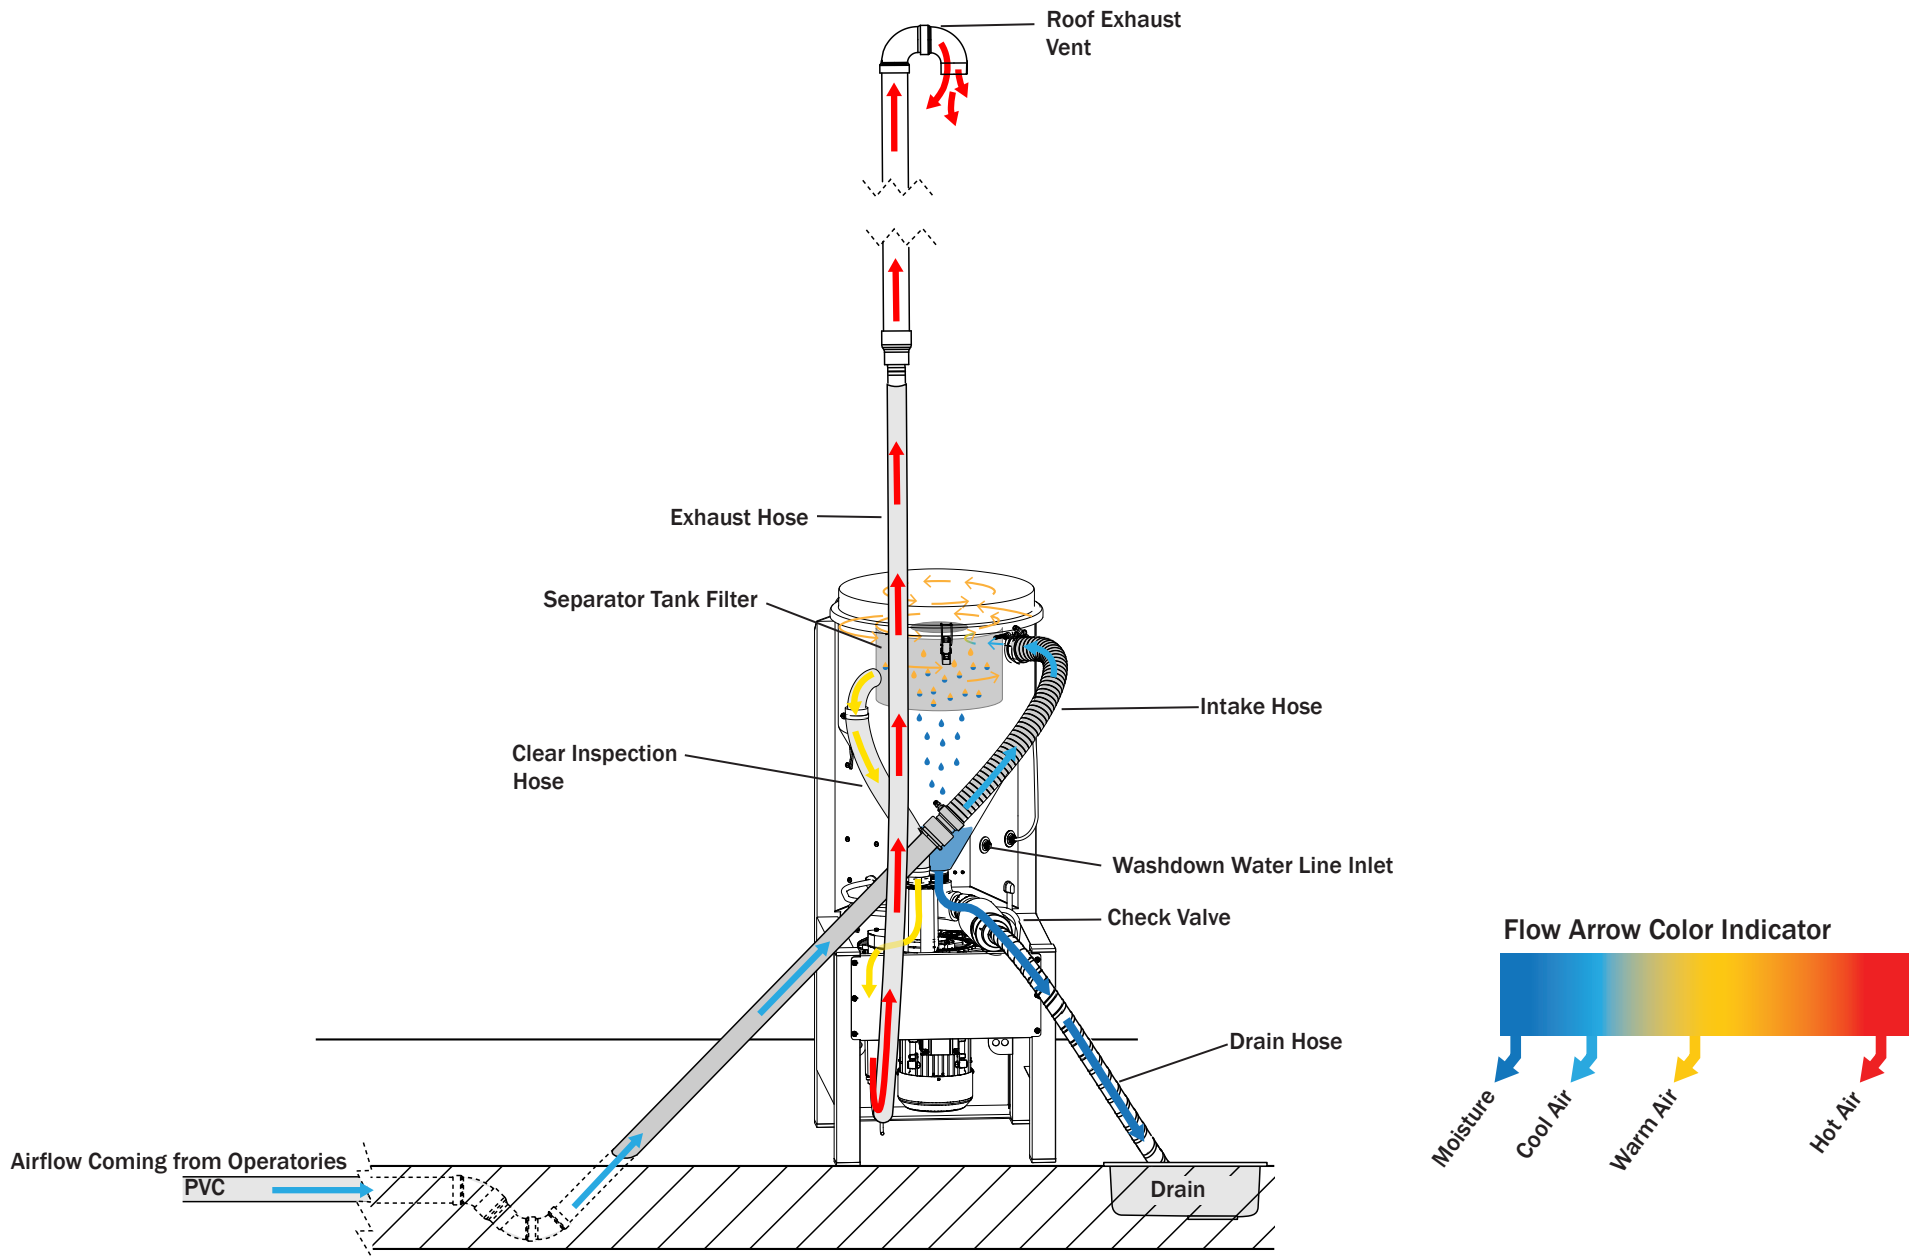 Roof Exhaust
Vent
Exhaust Hose
Separator Tank Filter
Intake Hose
Clear Inspection
Hose
Washdown Water Line Inlet
Check Valve
Flow Arrow Color Indicator
Moisture
Cool Air
Warm Air
Hot Air
Drain Hose
Airflow Coming from Operatories
PVC
Drain